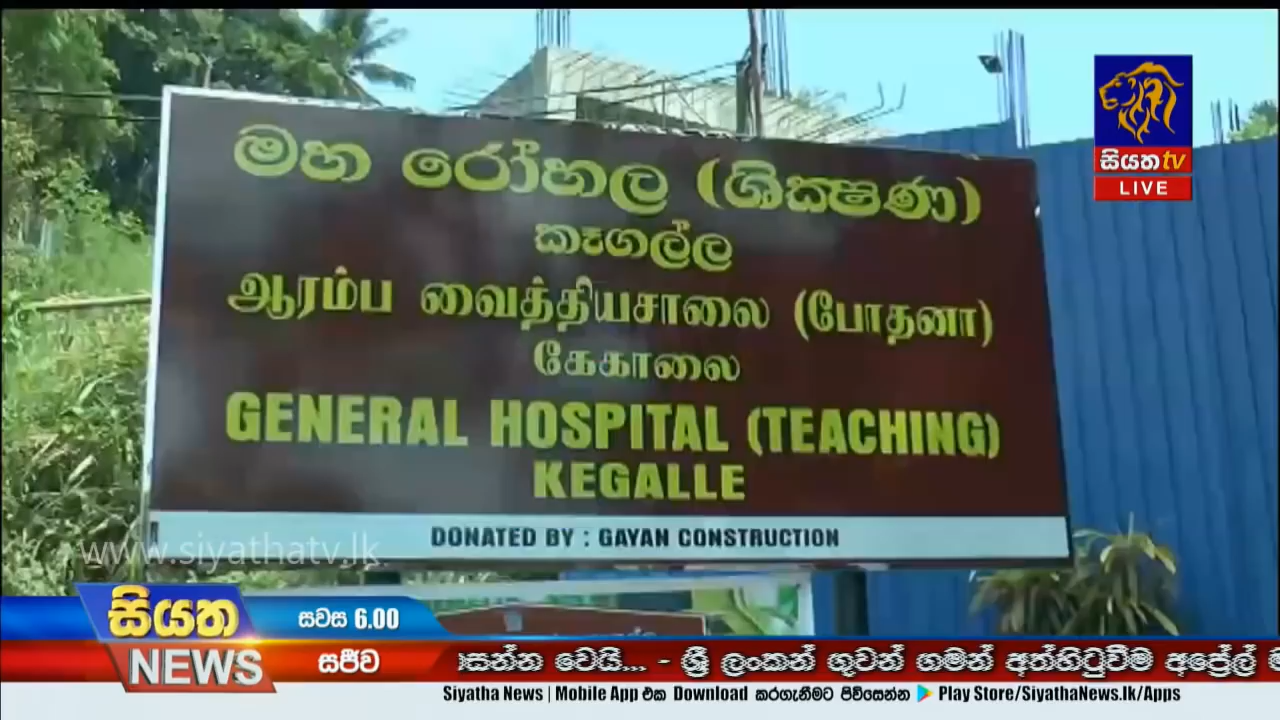 මහ රෝහල (ශික්ෂණ)
කෑගල්ල
ஆரம்ப வைத்தியசாலை (போதனா)
கேகாலை
GENERAL HOSPITAL (TEACHING)
KEGALLE
DONATED BY : GAYAN CONSTRUCTION
සියත tv
LIVE
www.siyathatv.lk
සියත
NEWS
සවස 6.00
සජීව
වෙයි... - ශ්‍රී ලංකන් ගුවන් ගමන් අත්හිටුවීම අප්‍රේල්
Siyatha News | Mobile App එක Download කරගැනීමට පිවිසෙන්න Play Store/SiyathaNews.lk/Apps